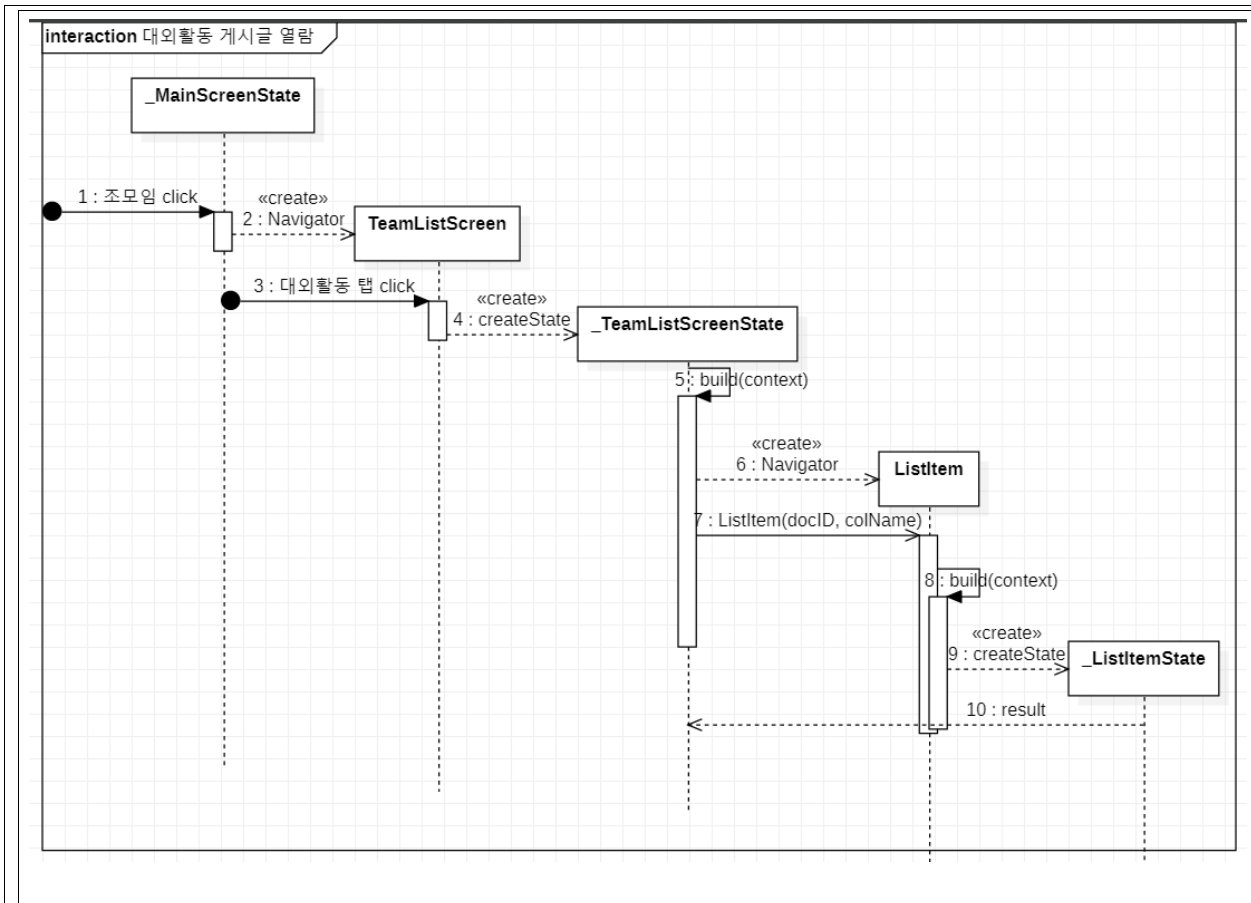 interaction 대외활동 게시글 열람
_MainScreenState
1 : 조모임 click
«create»
2 : Navigator
TeamListScreen
3 : 대외활동 탭 click
«create»
4 : createState
_TeamListScreenState
5 : build(context)
«create»
6 : Navigator
ListItem
7 : ListItem(docID, colName)
8 : build(context)
«create»
9 : createState
_ListItemState
10 : result